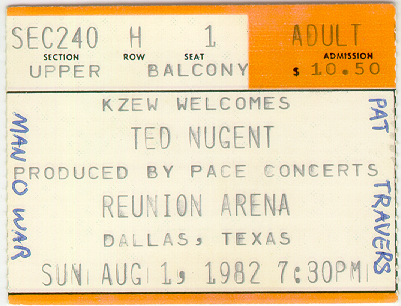 SEC240 H 1 ADULT
SECTION ROW SEAT ADMISSION
UPPER BALCONY $ 10.50
KZEW WELCOMES
TED NUGENT
PRODUCED BY PACE CONCERTS
REUNION ARENA
DALLAS, TEXAS
SUN AUG 1, 1982 7:30PM
MAN O WAR
PAT TRAVERS